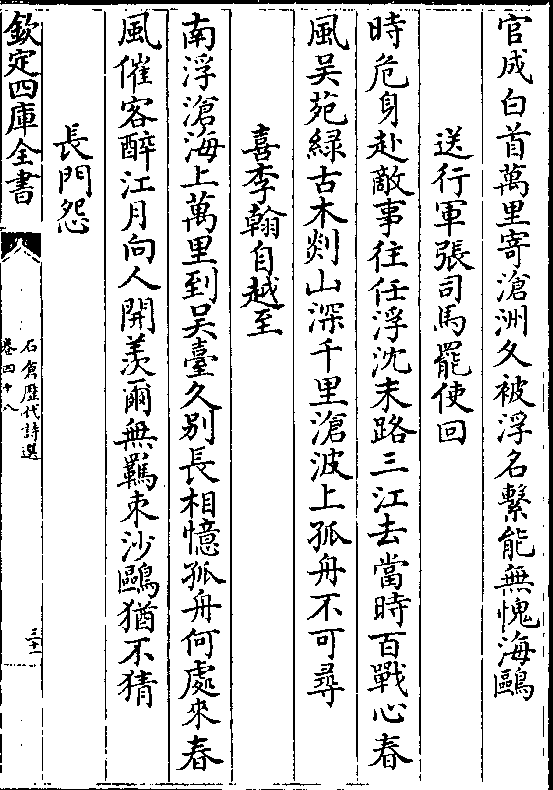 官成白首萬里寄滄洲久被浮名繫能無愧海鷗
送行軍張司馬罷使回
時危身赴敵事往任浮沈末路三江去當時百戰心春
風吴苑綠古木剡山深千里滄波上孤舟不可尋
喜李翰自越至
南浮滄海上萬里到吴臺久别長相憶孤舟何處來春
風催客醉江月向人開羨爾無羈束沙鷗猶不猜
長門怨
欽定四庫全書
石倉歷代詩選
卷四十八
三十一